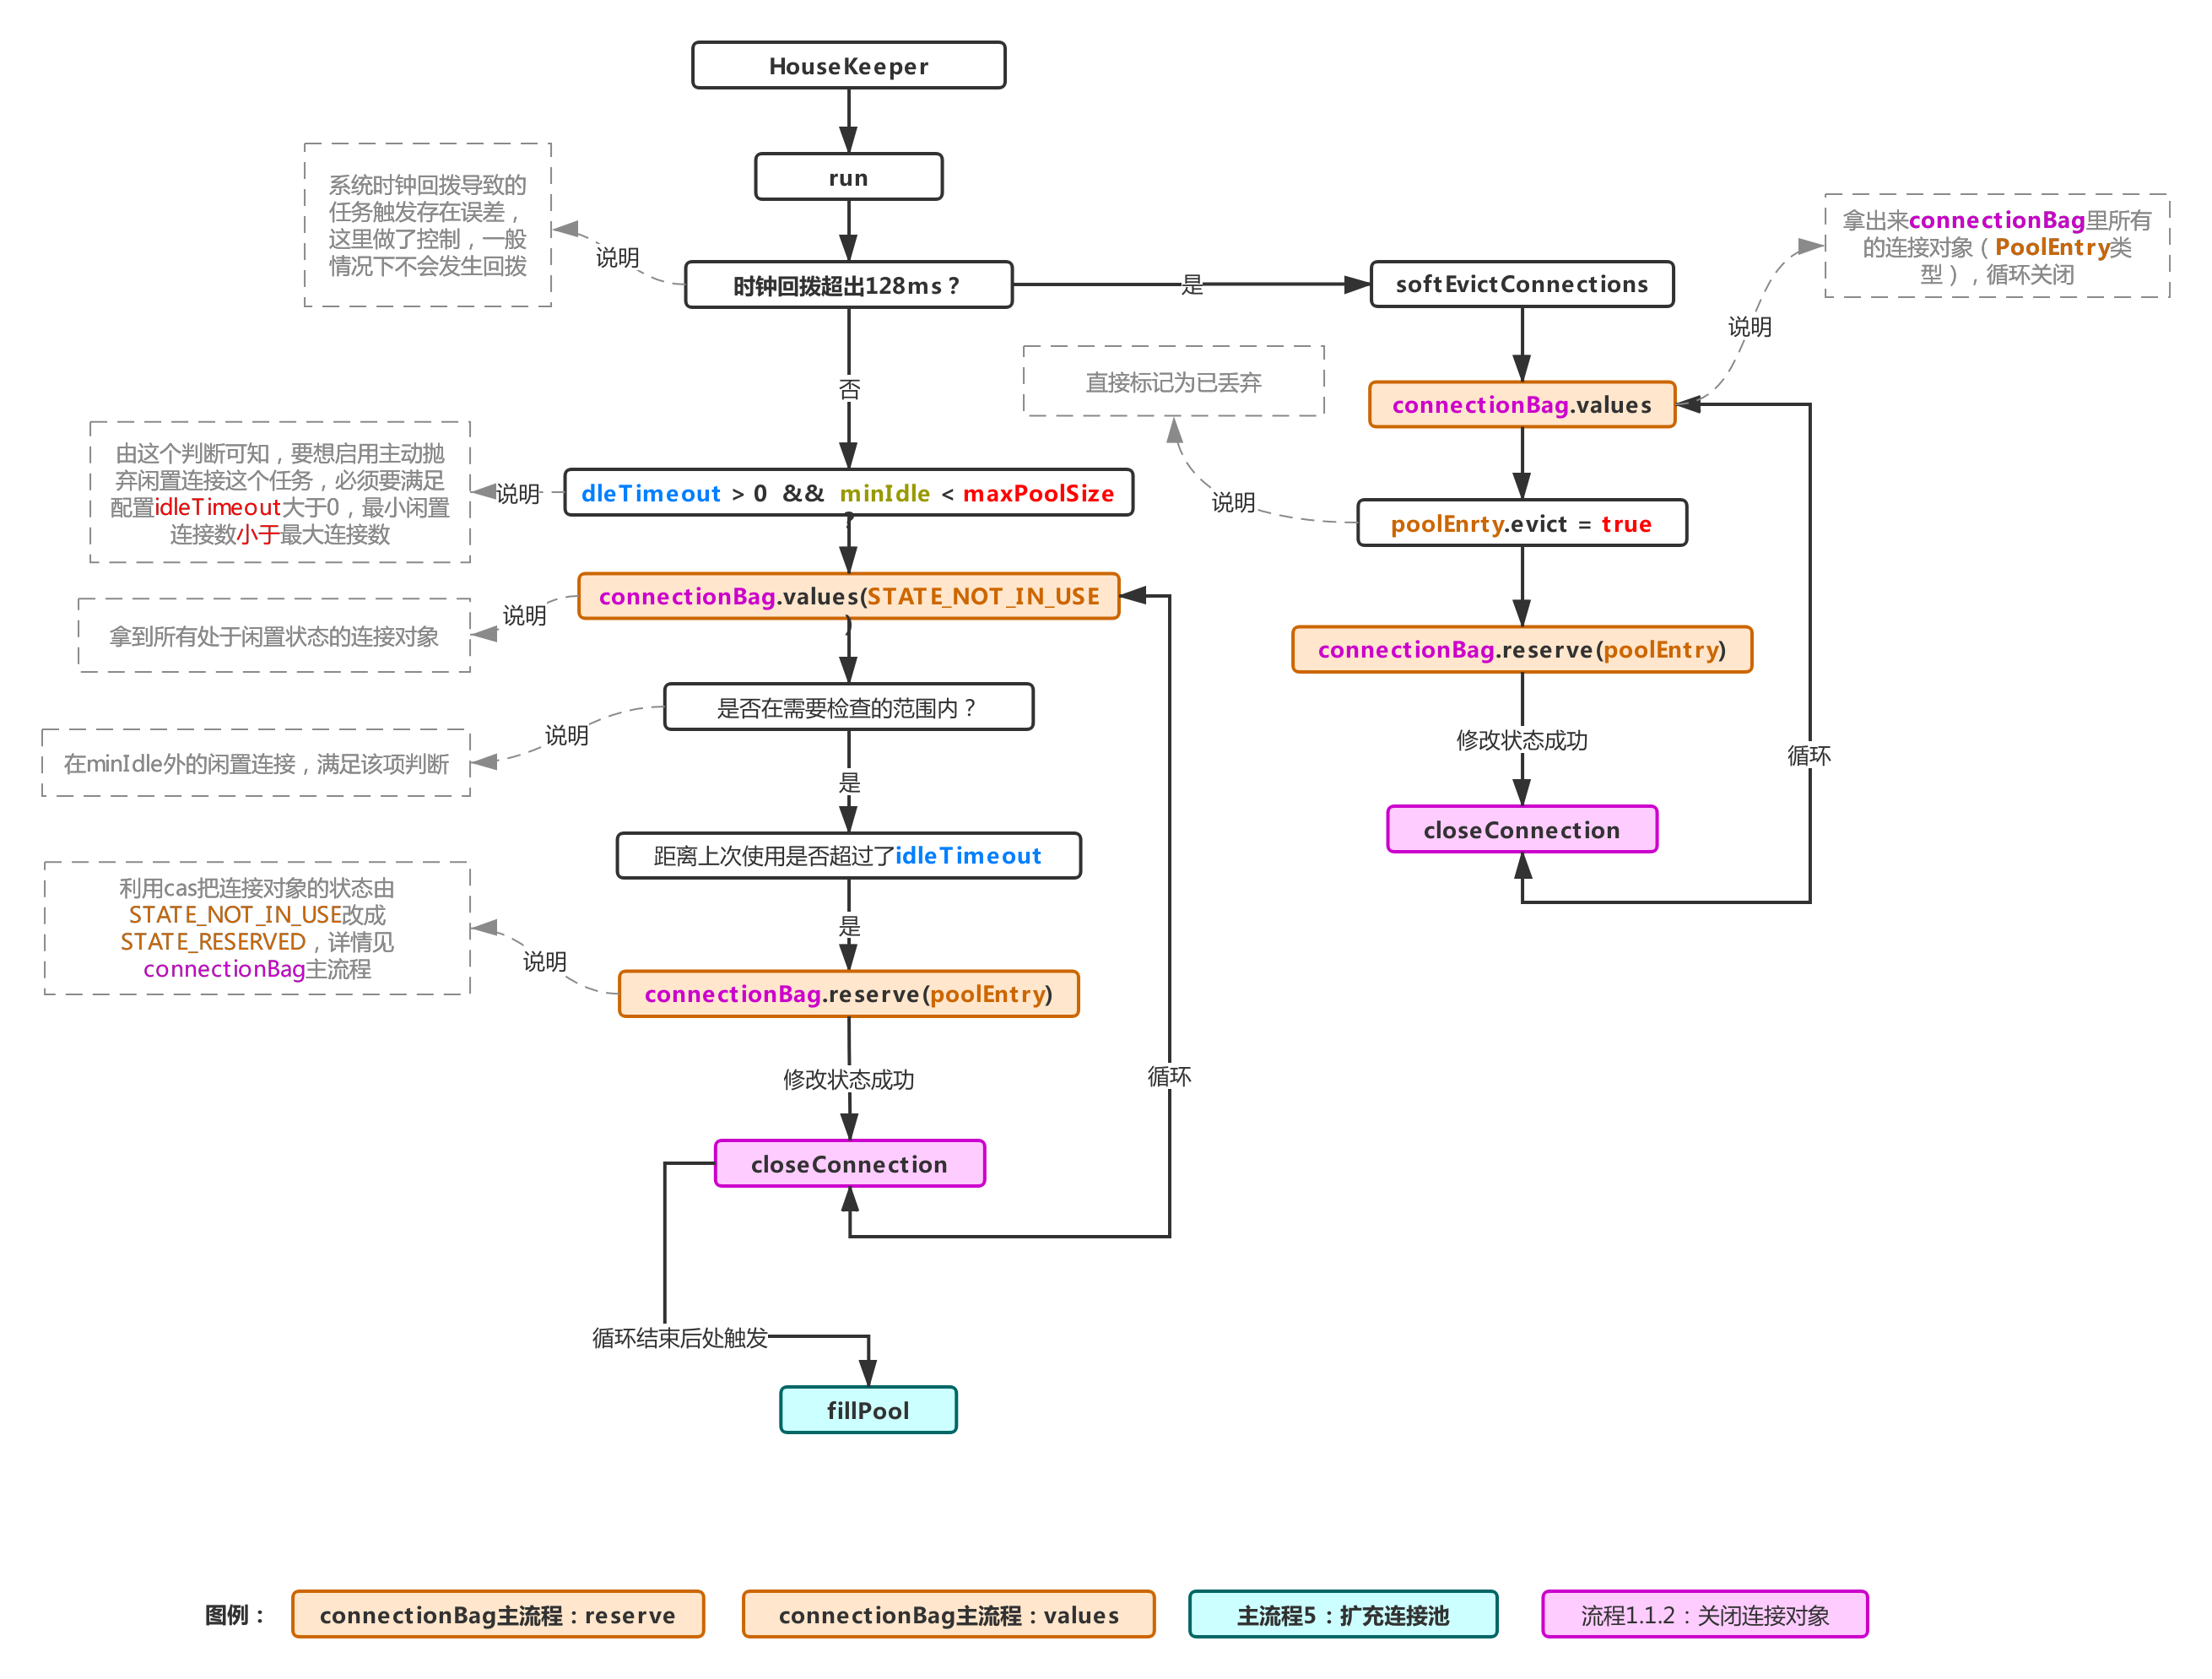 HouseKeeper
run
系统时钟回拨导致的
任务触发存在误差，
这里做了控制，一般
情况下不会发生回拨
说明
时钟回拨超出128ms？
是
softEvictConnections
拿出来connectionBag里所有
的连接对象（PoolEntry类
型），循环关闭
说明
否
直接标记为已丢弃
说明
connectionBag.values
poolEnrty.evict = true
connectionBag.reserve(poolEntry)
修改状态成功
循环
closeConnection
由这个判断可知，要想启用主动抛
弃闲置连接这个任务，必须要满足
配置idleTimeout大于0，最小闲置
连接数小于最大连接数
说明
dleTimeout > 0 && minIdle < maxPoolSize
?
拿到所有处于闲置状态的连接对象
说明
connectionBag.values(STATE_NOT_IN_USE
)
在minIdle外的闲置连接，满足该项判断
说明
是否在需要检查的范围内？
是
距离上次使用是否超过了idleTimeout
是
利用cas把连接对象的状态由
STATE_NOT_IN_USE改成
STATE_RESERVED，详情见
connectionBag主流程
说明
connectionBag.reserve(poolEntry)
修改状态成功
循环
closeConnection
循环结束后处触发
fillPool
图例：
connectionBag主流程：reserve
connectionBag主流程：values
主流程5：扩充连接池
流程1.1.2：关闭连接对象